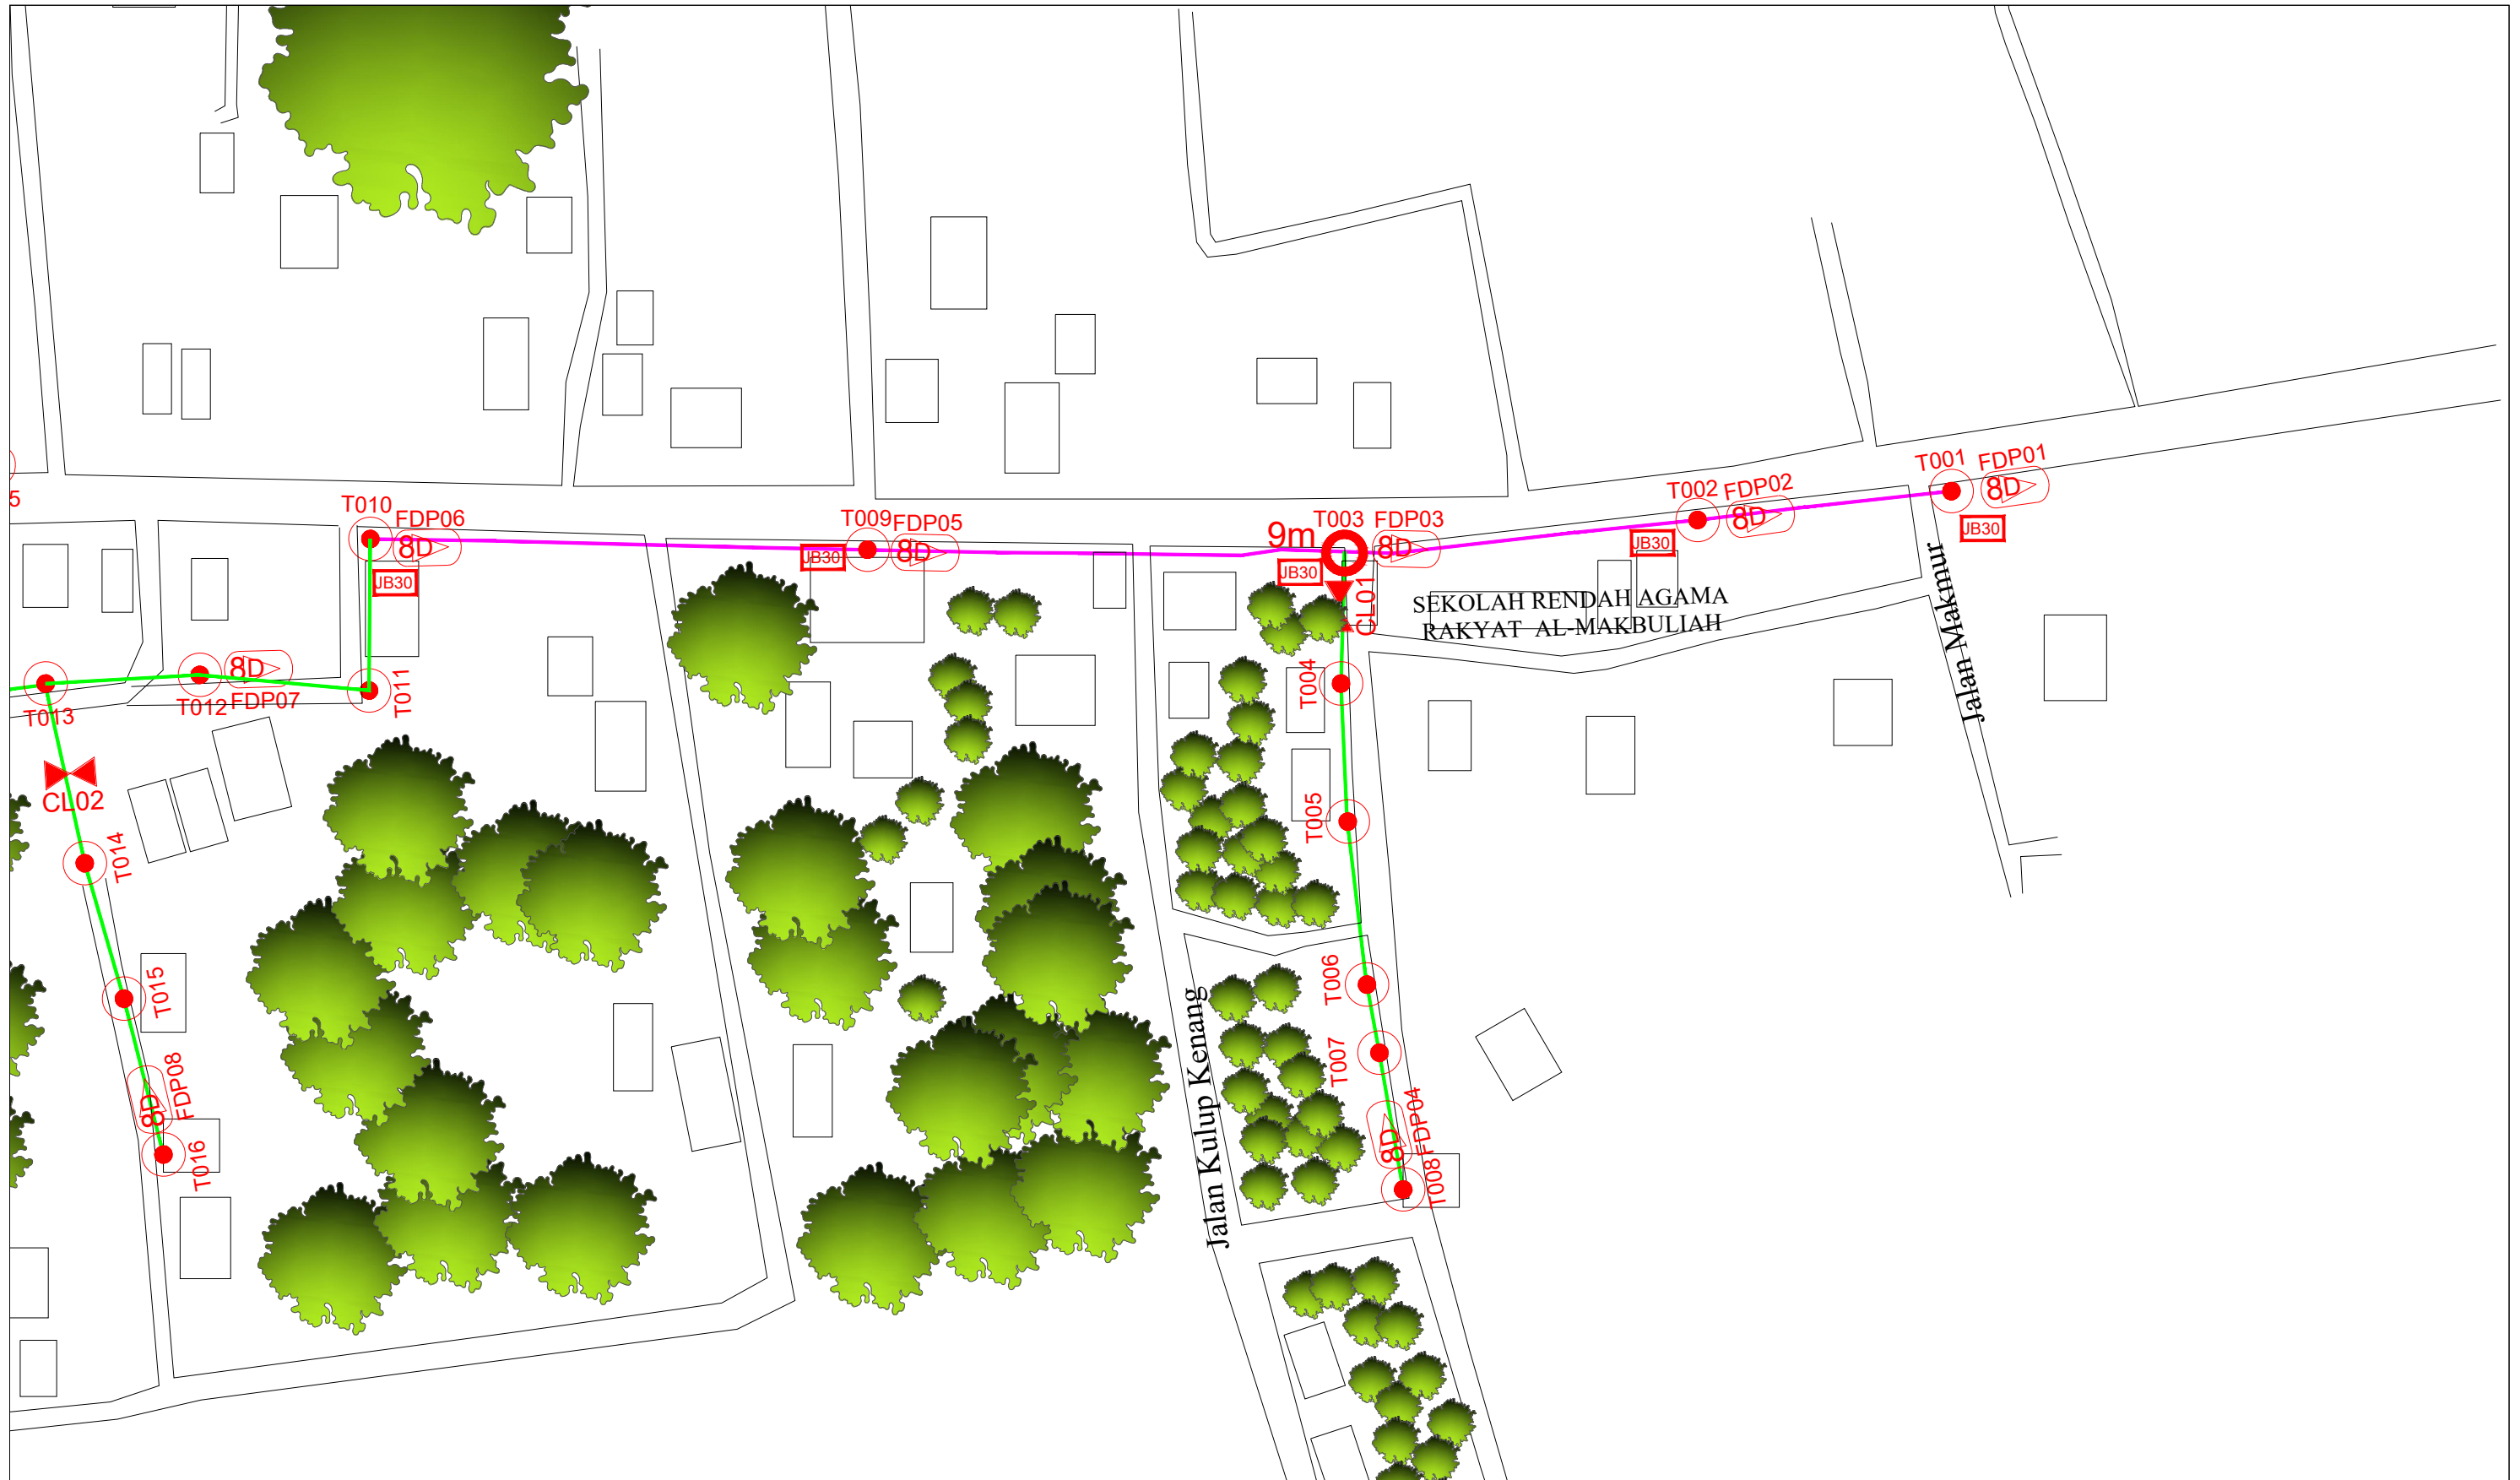 T001
FDP01
8D
JB30
T002
FDP02
8D
JB30
9m
T003
FDP03
8D
JB30
CL01
T009
FDP05
8D
JB30
T010
FDP06
8D
JB30
5
SEKOLAH RENDAH AGAMA
RAKYAT AL-MAKBULIAH
Jalan Makmur
T004
T005
T006
T007
FDP04
8D
T008
Jalan Kulup Kenang
T011
T012
FDP07
8D
T013
CL02
T014
T015
FDP08
8D
T016